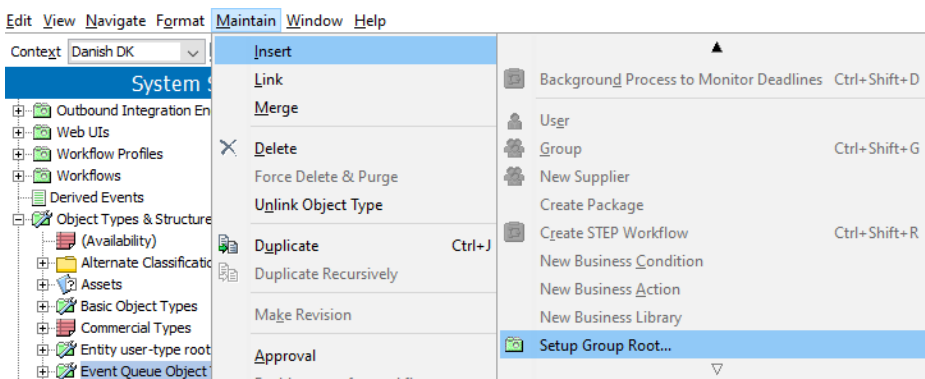 Edit View Navigate Format Maintain Window Help
Context Danish DK
System S
Outbound Integration En
Web UIs
Workflow Profiles
Workflows
Derived Events
Object Types & Structure
(Availability)
Alternate Classificatio
Assets
Basic Object Types
Commercial Types
Entity user-type root
Event Queue Object
Insert
Link
Merge
Delete
Force Delete & Purge
Unlink Object Type
Duplicate Ctrl+J
Duplicate Recursively
Make Revision
Approval
Background Process to Monitor Deadlines Ctrl+Shift+D
User
Group Ctrl+Shift+G
New Supplier
Create Package
Create STEP Workflow Ctrl+Shift+R
New Business Condition
New Business Action
New Business Library
Setup Group Root...